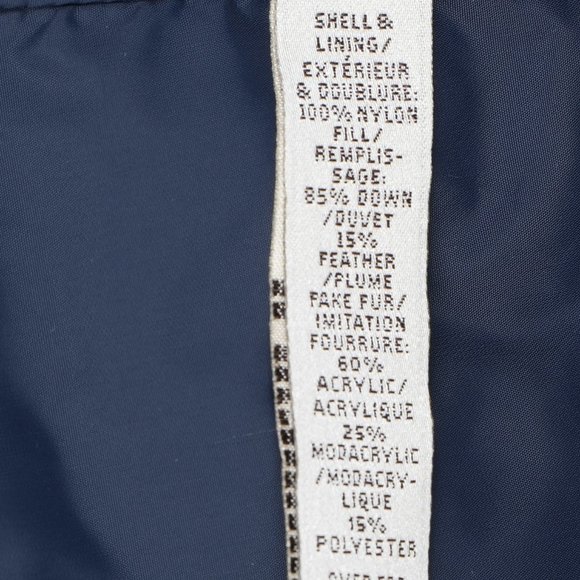 SHELL &
LINING/
EXTÉRIEUR
& DOUBLURE:
100% NYLON
FILL/
REMPLIS-
SAGE:
85% DOWN
/DUVET
15%
FEATHER
/PLUME
FAKE FUR/
IMITATION
FOURRURE:
60%
ACRYLIC/
ACRYLIQUE
25%
MODACRYLIC
/MODACRY-
LIQUE
15%
POLYESTER